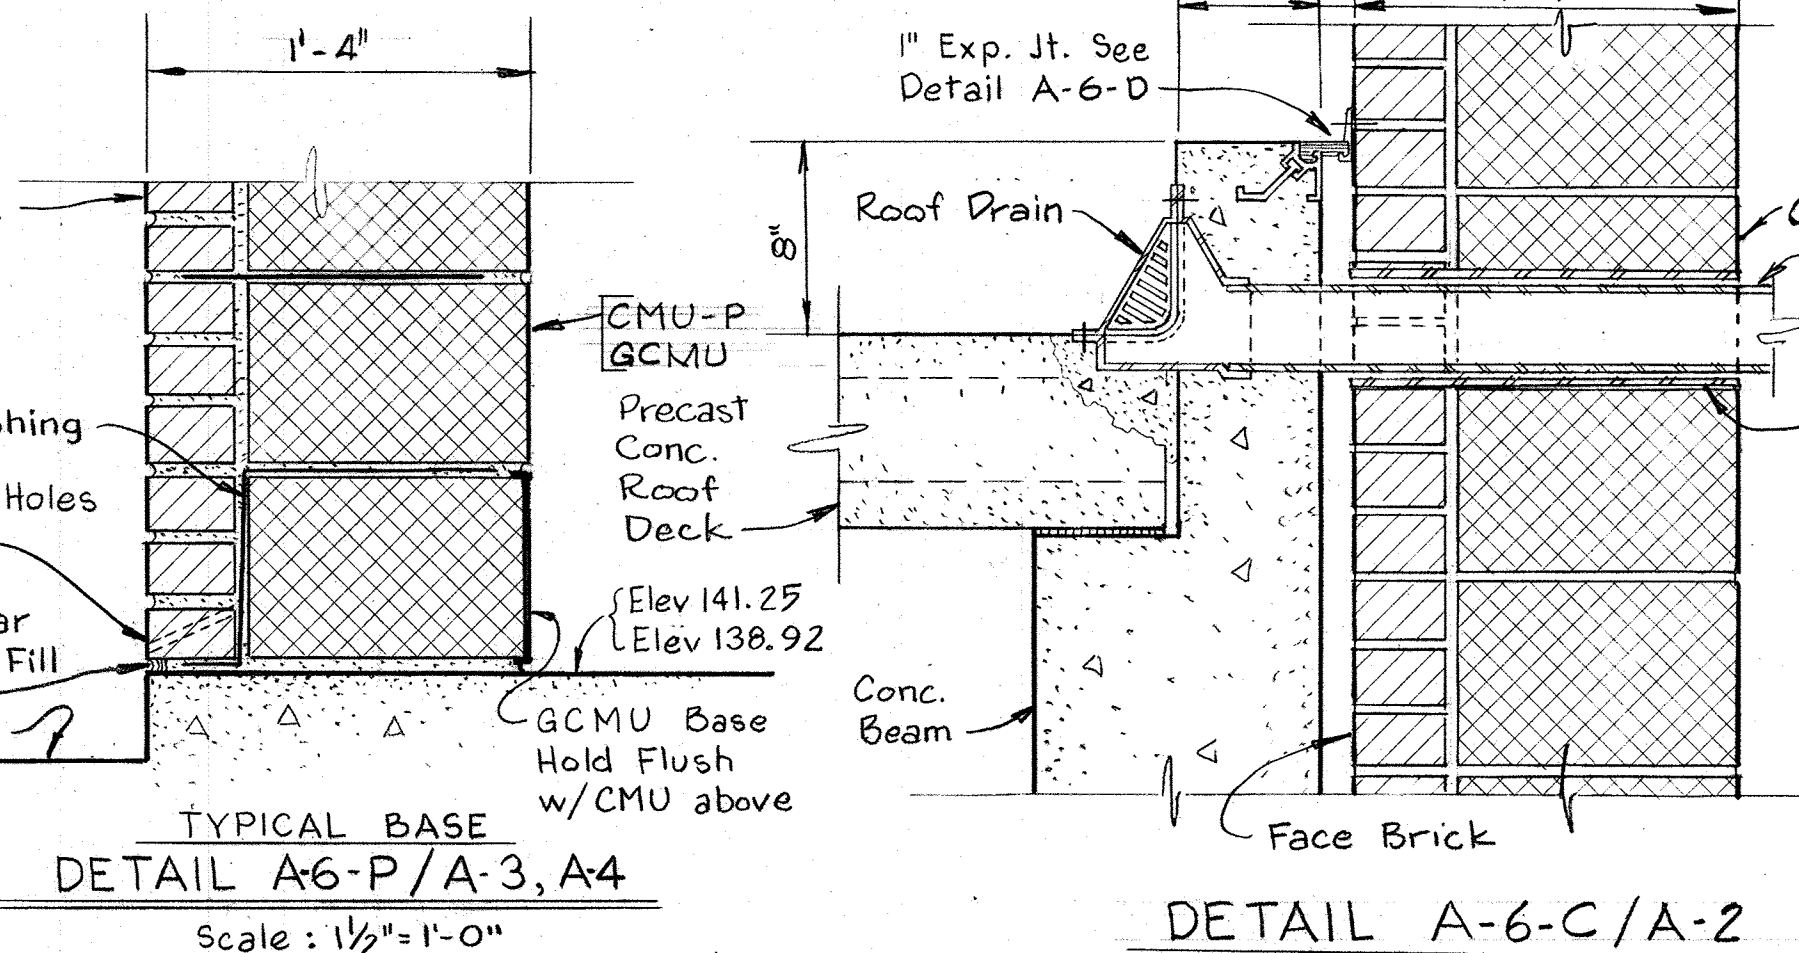 1'-4"
CMU-P
GCMU
shing
Holes
ar
Fill
Elev 141.25
Elev 138.92
GCMU Base
Hold Flush
w/CMU above
TYPICAL BASE
DETAIL A-6-P/A-3, A-4
Scale : 1½"=1'-0"
1" Exp. Jt. See
Detail A-6-D
Roof Drain
8"
Precast
Conc.
Roof
Deck
Conc.
Beam
Face Brick
DETAIL A-6-C/A-2